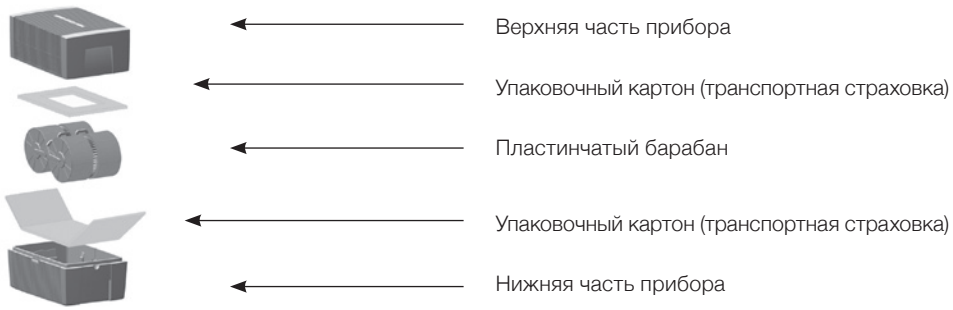 Верхняя часть прибора
Упаковочный картон (транспортная страховка)
Пластинчатый барабан
Упаковочный картон (транспортная страховка)
Нижняя часть прибора